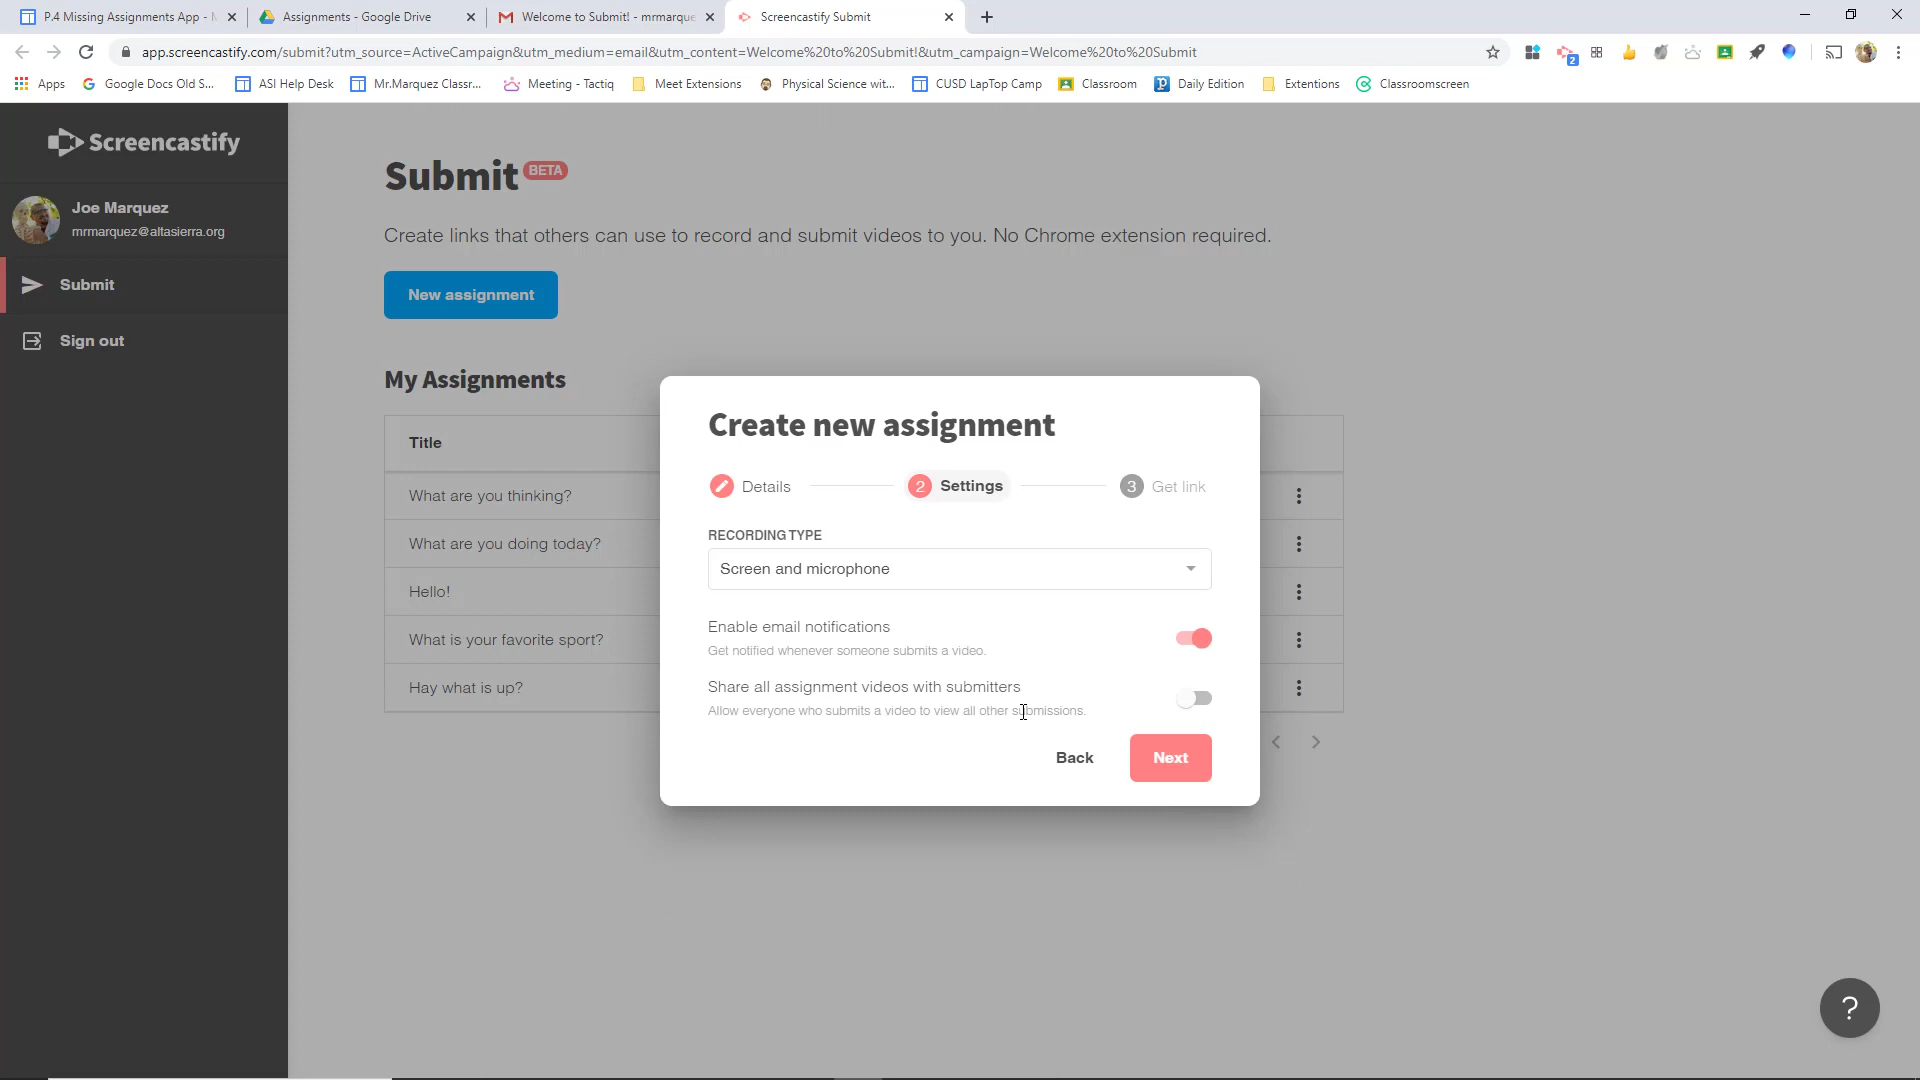 P.4 Missing Assignments App -
Assignments - Google Drive
Welcome to Submit! - mrmarque
Screencastify Submit
app.screencastify.com/submit?utm_source=ActiveCampaign&utm_medium=email&utm_content=Welcome%20to%20Submit!&utm_campaign=Welcome%20to%20Submit
2
Apps
Google Docs Old S...
ASI Help Desk
Mr.Marquez Classr...
Meeting - Tactiq
Meet Extensions
Physical Science wit...
CUSD LapTop Camp
Classroom
Daily Edition
Extentions
Classroomscreen
Screencastify
Joe Marquez
mrmarquez@altasierra.org
Submit
Sign out
Submit BETA
Create links that others can use to record and submit videos to you. No Chrome extension required.
New assignment
My Assignments
Title
What are you thinking?
What are you doing today?
Hello!
What is your favorite sport?
Hay what is up?
Create new assignment
Details
2 Settings
3 Get link
RECORDING TYPE
Screen and microphone
Enable email notifications
Get notified whenever someone submits a video.
Share all assignment videos with submitters
Allow everyone who submits a video to view all other submissions.
Back
Next
?